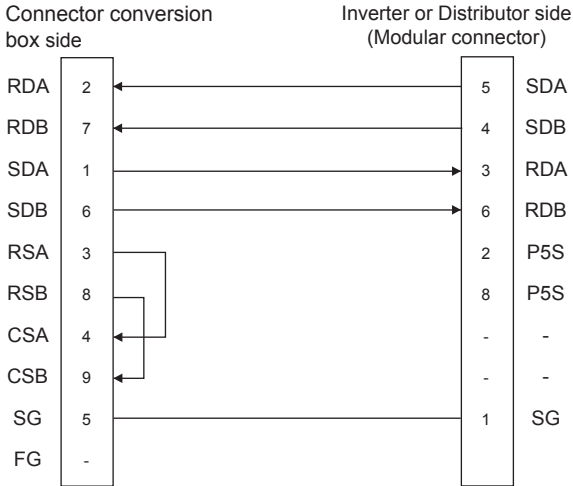 Connector conversion
box side
Inverter or Distributor side
(Modular connector)
RDA 2 5 SDA
RDB 7 4 SDB
SDA 1 3 RDA
SDB 6 6 RDB
RSA 3 2 P5S
RSB 8 8 P5S
CSA 4 - -
CSB 9 - -
SG 5 1 SG
FG -